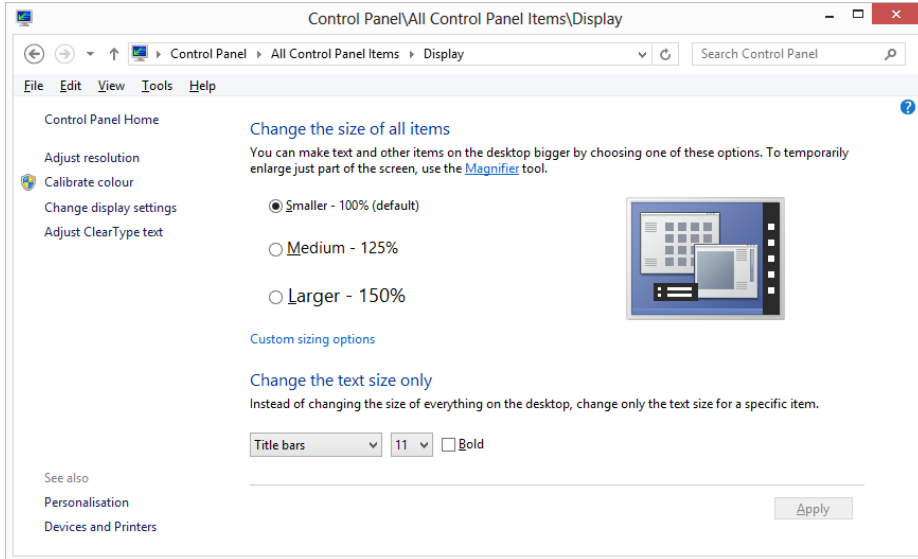 Control Panel\All Control Panel Items\Display
Control Panel All Control Panel Items Display
Search Control Panel
File Edit View Tools Help
Control Panel Home
Adjust resolution
Calibrate colour
Change display settings
Adjust ClearType text
Change the size of all items
You can make text and other items on the desktop bigger by choosing one of these options. To temporarily
enlarge just part of the screen, use the Magnifier tool.
Smaller - 100% (default)
Medium - 125%
Larger - 150%
Custom sizing options
Change the text size only
Instead of changing the size of everything on the desktop, change only the text size for a specific item.
Title bars 11 Bold
See also
Personalisation
Devices and Printers
Apply